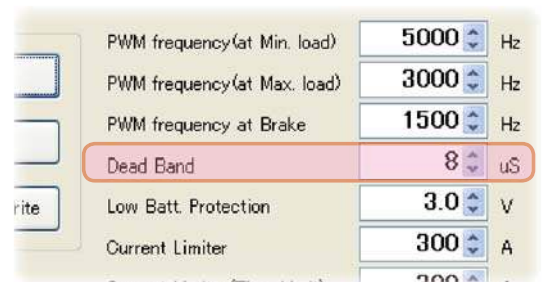 PWM frequency(at Min. load) 5000 Hz
PWM frequency(at Max. load) 3000 Hz
PWM frequency at Brake 1500 Hz
Dead Band 8 uS
rite Low Batt. Protection 3.0 V
Current Limiter 300 A